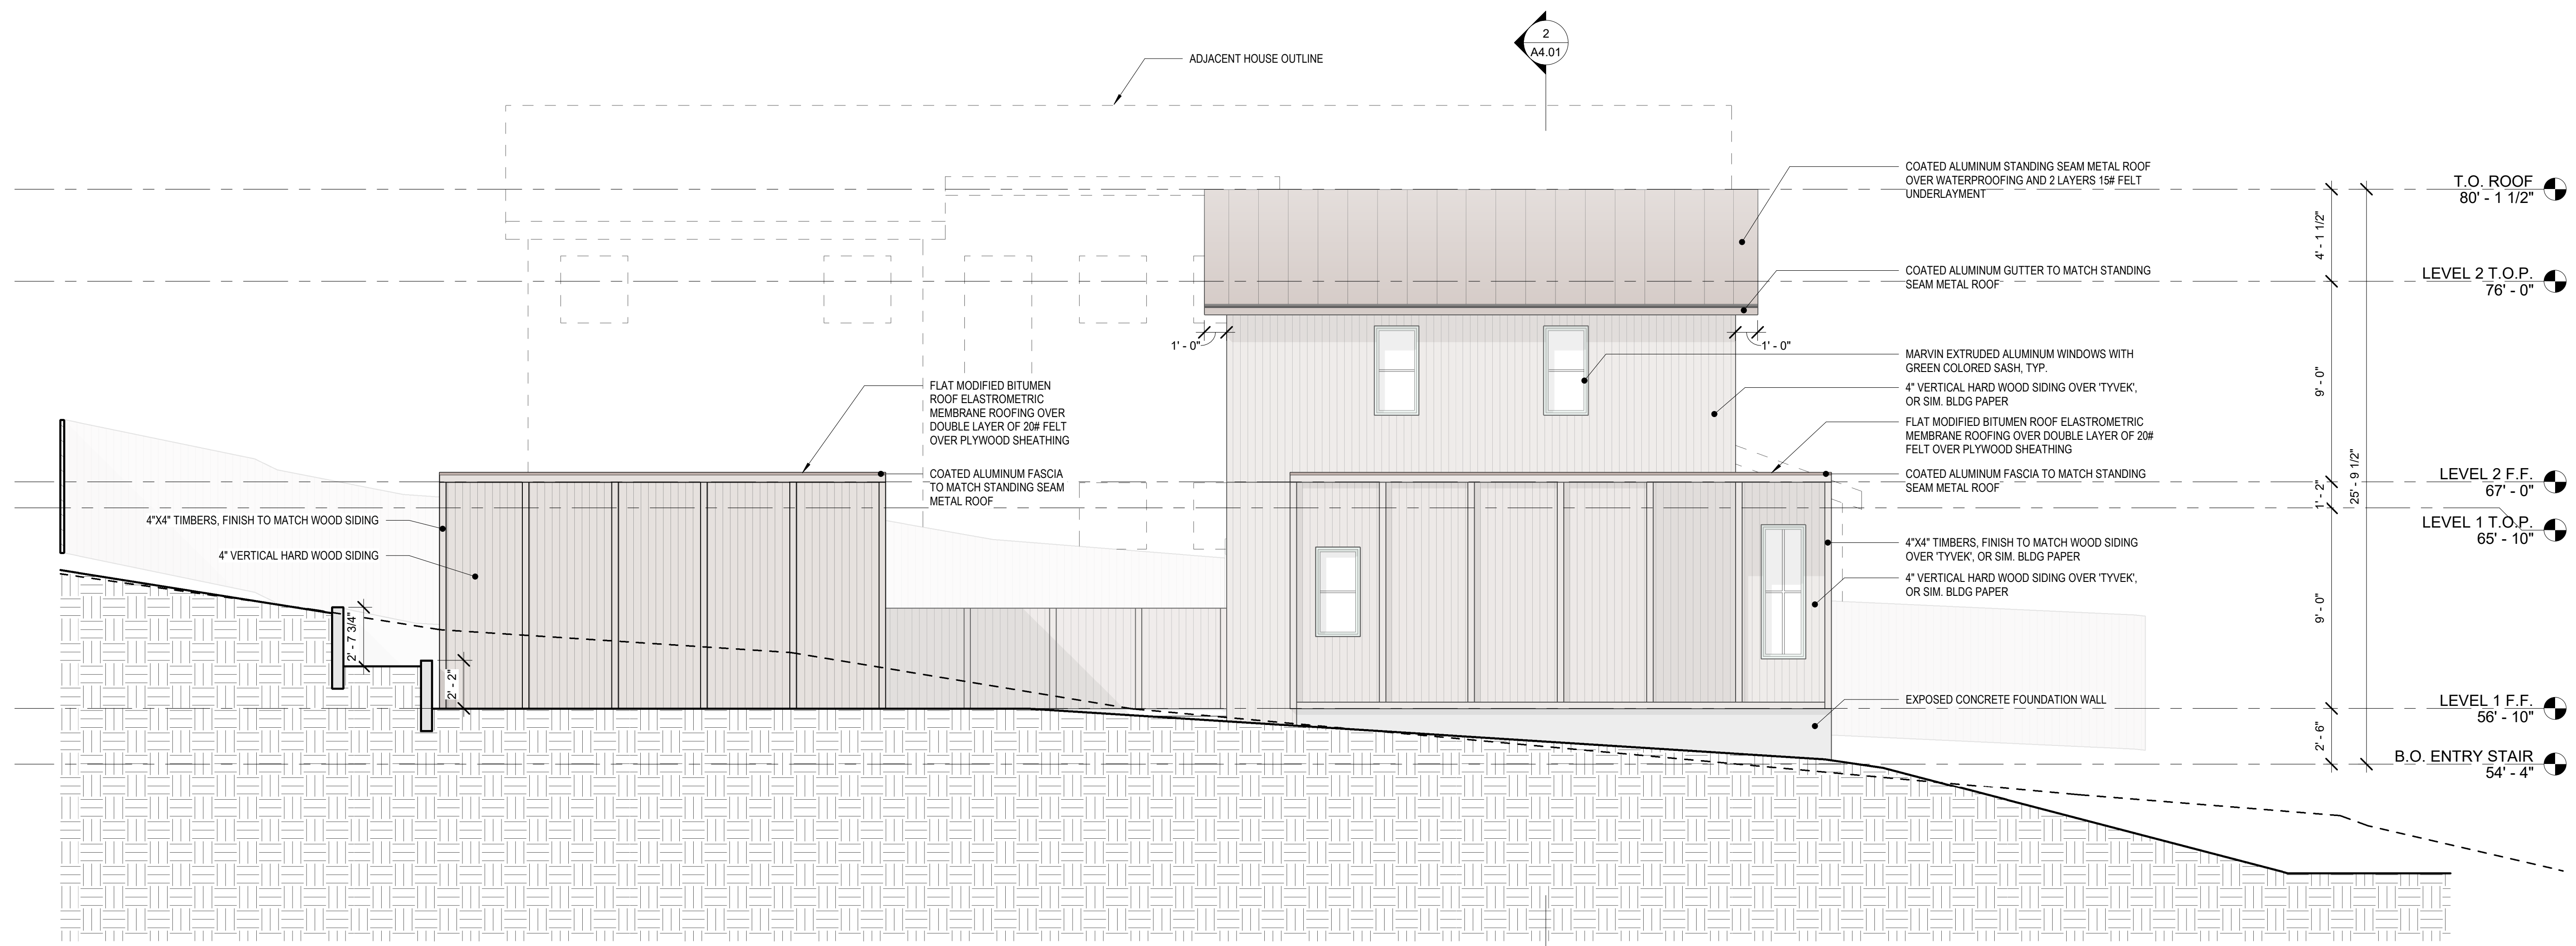 2
A4.01
ADJACENT HOUSE OUTLINE
COATED ALUMINUM STANDING SEAM METAL ROOF
OVER WATERPROOFING AND 2 LAYERS 15# FELT
UNDERLAYMENT
T.O. ROOF
80' - 1 1/2"
4' - 1 1/2"
COATED ALUMINUM GUTTER TO MATCH STANDING
SEAM METAL ROOF
LEVEL 2 T.O.P.
76' - 0"
1' - 0"
1' - 0"
MARVIN EXTRUDED ALUMINUM WINDOWS WITH
GREEN COLORED SASH, TYP.
4" VERTICAL HARD WOOD SIDING OVER 'TYVEK',
OR SIM. BLDG PAPER
9' - 0"
FLAT MODIFIED BITUMEN
ROOF ELASTROMETRIC
MEMBRANE ROOFING OVER
DOUBLE LAYER OF 20# FELT
OVER PLYWOOD SHEATHING
FLAT MODIFIED BITUMEN ROOF ELASTROMETRIC
MEMBRANE ROOFING OVER DOUBLE LAYER OF 20#
FELT OVER PLYWOOD SHEATHING
COATED ALUMINUM FASCIA
TO MATCH STANDING SEAM
METAL ROOF
COATED ALUMINUM FASCIA TO MATCH STANDING
SEAM METAL ROOF
LEVEL 2 F.F.
67' - 0"
1' - 2"
25' - 9 1/2"
4"X4" TIMBERS, FINISH TO MATCH WOOD SIDING
4" VERTICAL HARD WOOD SIDING
LEVEL 1 T.O.P.
65' - 10"
4"X4" TIMBERS, FINISH TO MATCH WOOD SIDING
OVER 'TYVEK', OR SIM. BLDG PAPER
4" VERTICAL HARD WOOD SIDING OVER 'TYVEK',
OR SIM. BLDG PAPER
9' - 0"
2' - 7 3/4"
2' - 2"
EXPOSED CONCRETE FOUNDATION WALL
LEVEL 1 F.F.
56' - 10"
2' - 6"
B.O. ENTRY STAIR
54' - 4"